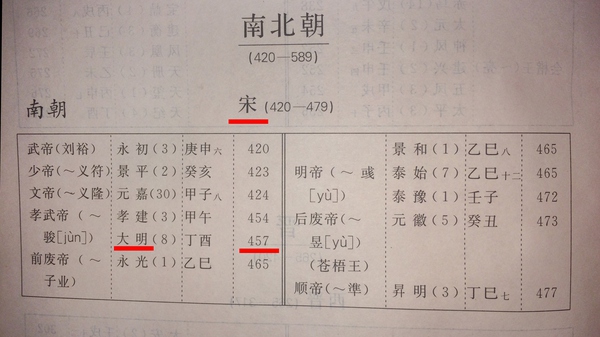 南北朝
(420—589)
南朝 宋 (420—479)
武帝(刘裕) 永初(3) 庚申六 420
少帝(～义符) 景平(2) 癸亥 423
文帝(～义隆) 元嘉(30) 甲子八 424
孝武帝(～ 孝建(3) 甲午 454
骏[jùn]) 大明(8) 丁酉 457
前废帝(～ 永光(1) 乙巳 465
子业)
景和(1) 乙巳八 465
明帝(～彧 泰始(7) 乙巳十二 465
[yù]) 泰豫(1) 壬子 472
后废帝(～ 元徽(5) 癸丑 473
昱[yù])
(苍梧王)
顺帝(～準) 昇明(3) 丁巳七 477